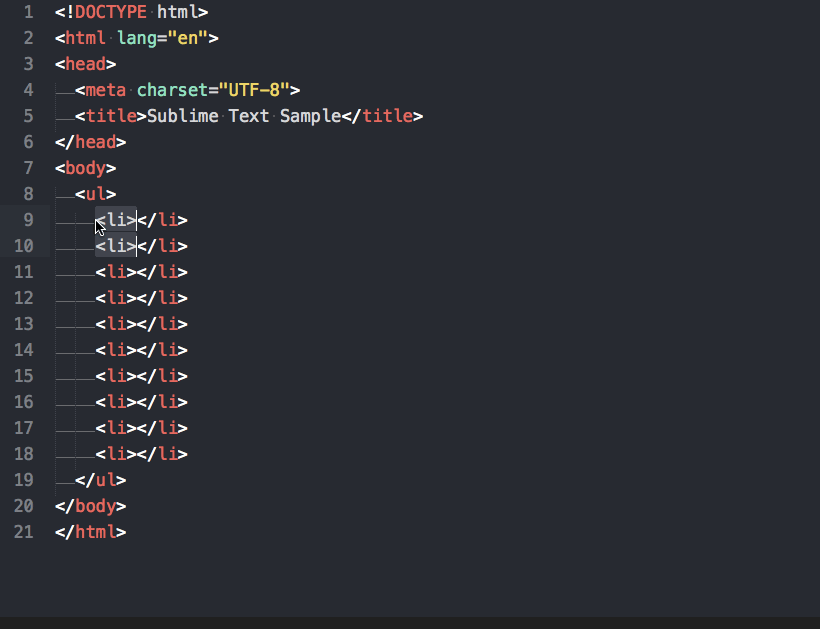 1 <!DOCTYPE html>
2 <html lang="en">
3 <head>
4   <meta charset="UTF-8">
5   <title>Sublime Text Sample</title>
6 </head>
7 <body>
8   <ul>
9     <li></li>
10     <li></li>
11     <li></li>
12     <li></li>
13     <li></li>
14     <li></li>
15     <li></li>
16     <li></li>
17     <li></li>
18     <li></li>
19   </ul>
20 </body>
21 </html>